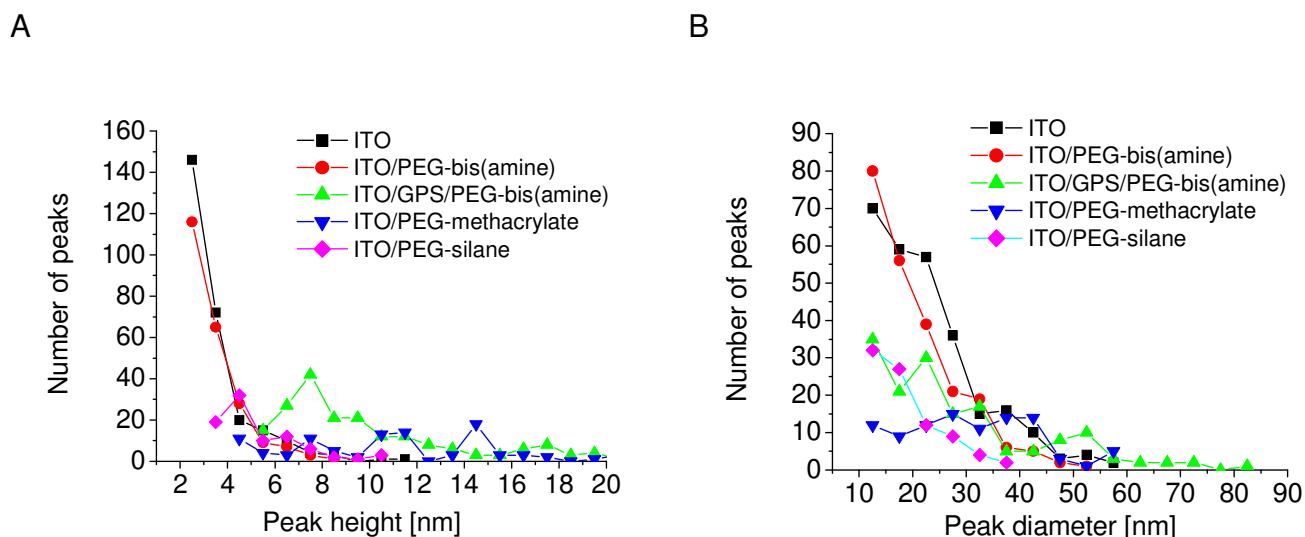 A
B
160
140
120
100
80
60
40
20
0
2 4 6 8 10 12 14 16 18 20
Number of peaks
Peak height [nm]
ITO
ITO/PEG-bis(amine)
ITO/GPS/PEG-bis(amine)
ITO/PEG-methacrylate
ITO/PEG-silane
90
80
70
60
50
40
30
20
10
0
10 20 30 40 50 60 70 80 90
Number of peaks
Peak diameter [nm]
ITO
ITO/PEG-bis(amine)
ITO/GPS/PEG-bis(amine)
ITO/PEG-methacrylate
ITO/PEG-silane